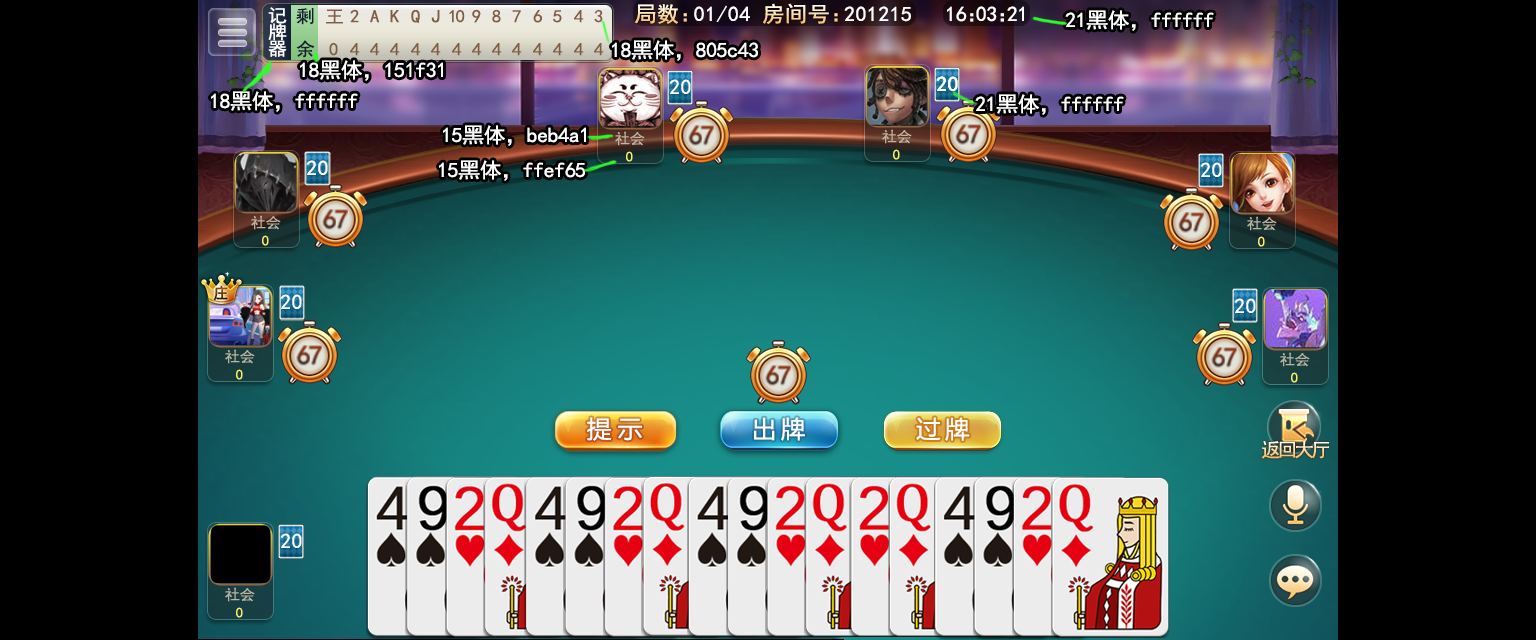 记牌器 剩 王 2 A K Q J 10 9 8 7 6 5 4 3
余 0 4 4 4 4 4 4 4 4 4 4 4 4 4
局数:01/04 房间号:201215 16:03:21
21黑体，ffffff
18黑体，805c43
18黑体，151f31
18黑体，ffffff
20
20
21黑体，ffffff
15黑体，beb4a1
社会
0
67
社会
0
67
15黑体，ffef65
20
社会
0
67
20
社会
0
67
庄
20
社会
0
67
20
社会
0
67
67
提示
出牌
过牌
返回大厅
4 9 2 Q 4 9 2 Q 4 9 2 Q 2 Q 4 9 2 Q
20
社会
0